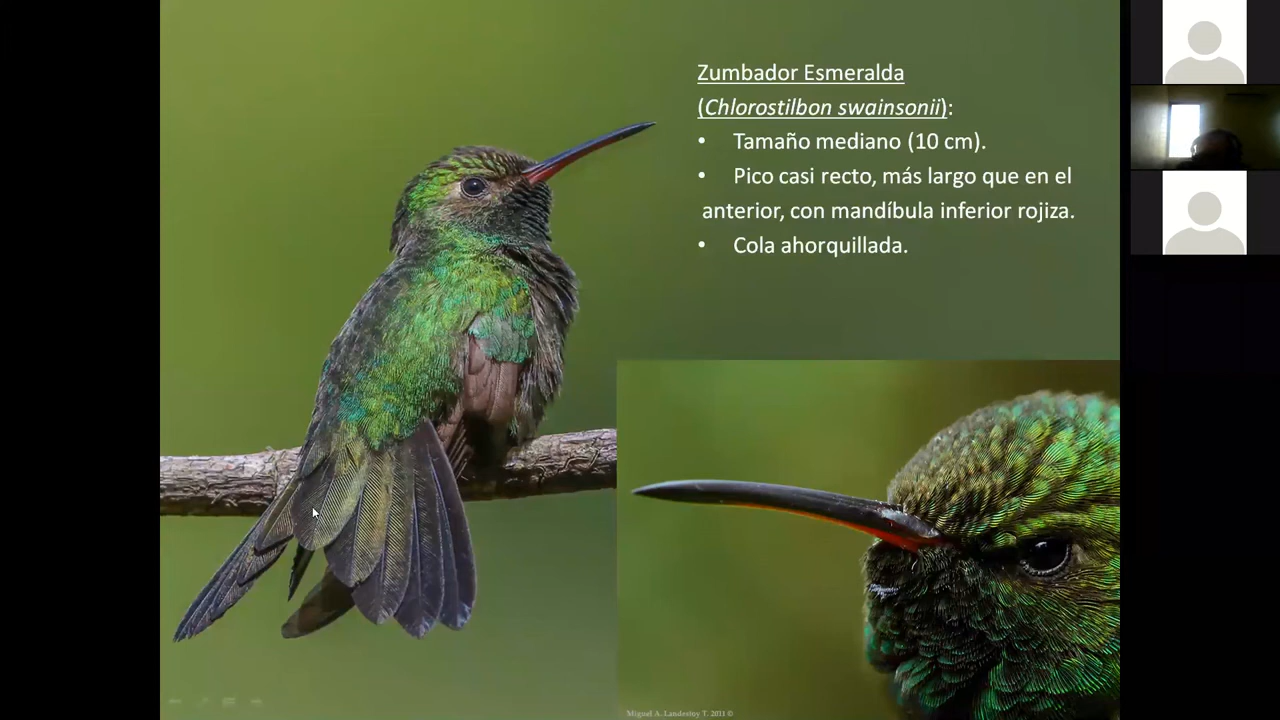 Zumbador Esmeralda
(Chlorostilbon swainsonii):
• Tamaño mediano (10 cm).
• Pico casi recto, más largo que en el
anterior, con mandíbula inferior rojiza.
• Cola ahorquillada.
Miguel A. Landestoy T. 2011 ©